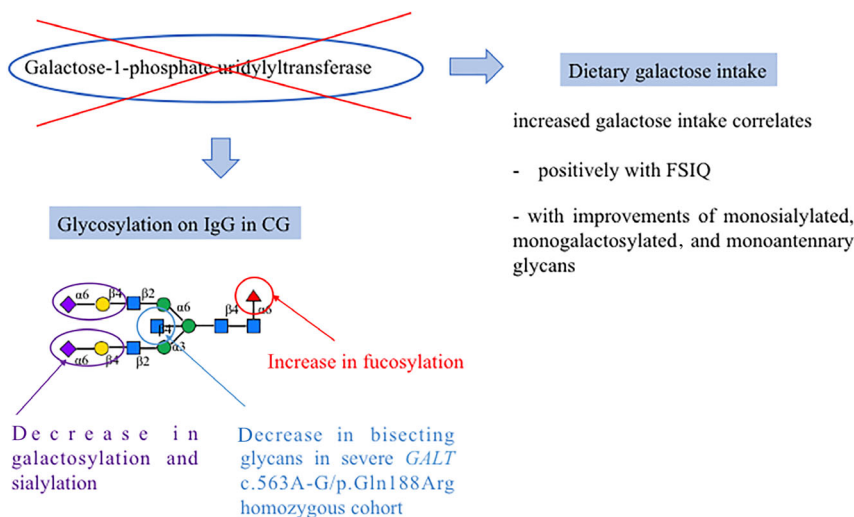 Galactose-1-phosphate uridylyltransferase
Dietary galactose intake
increased galactose intake correlates
- positively with FSIQ
- with improvements of monosialylated,
monogalactosylated, and monoantennary
glycans
Glycosylation on IgG in CG
α6
β4
β2
α6
β4
β4
α6
α6
β4
β2
α3
Increase in fucosylation
Decrease in
galactosylation and
sialylation
Decrease in bisecting
glycans in severe GALT
c.563A-G/p.Gln188Arg
homozygous cohort